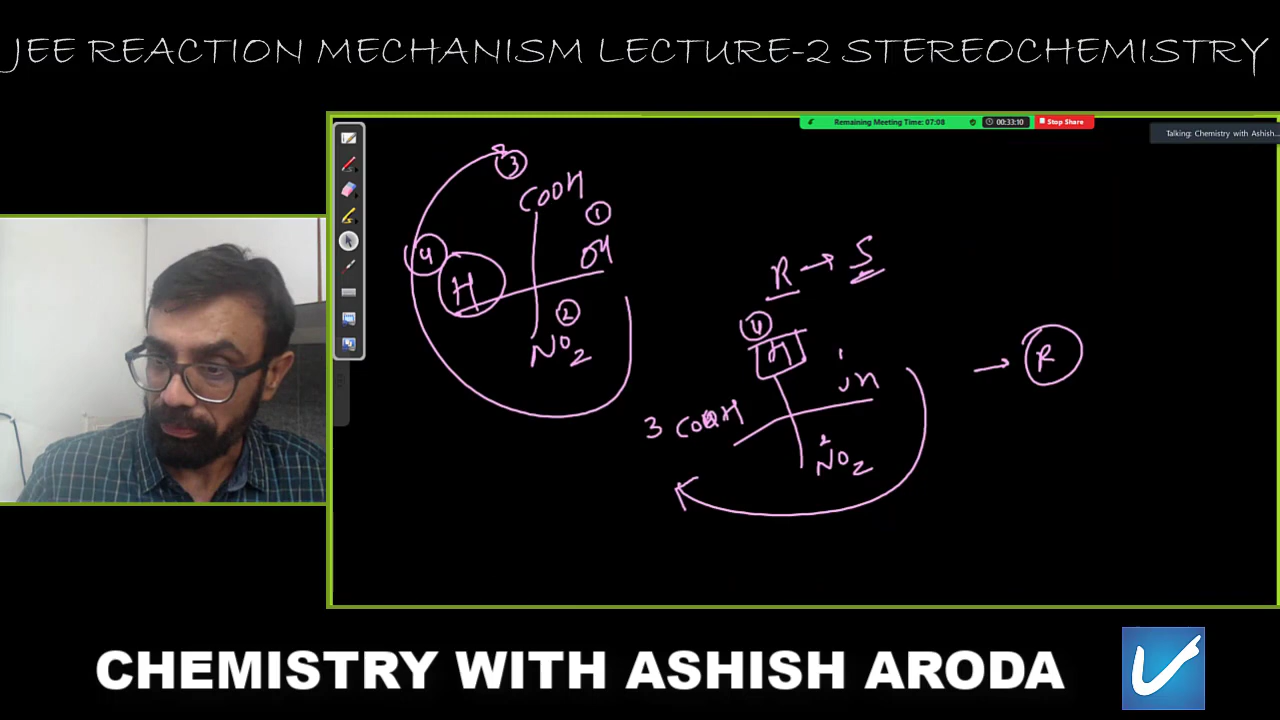 JEE REACTION MECHANISM LECTURE-2 STEREOCHEMISTRY
Remaining Meeting Time: 07:08
00:33:10
Stop Share
Talking: Chemistry with Ashish...
3
COOH
1
OH
4
H
2
NO2
R → S
4
H
→ R
3 COOH
2
NO2
CHEMISTRY WITH ASHISH ARODA